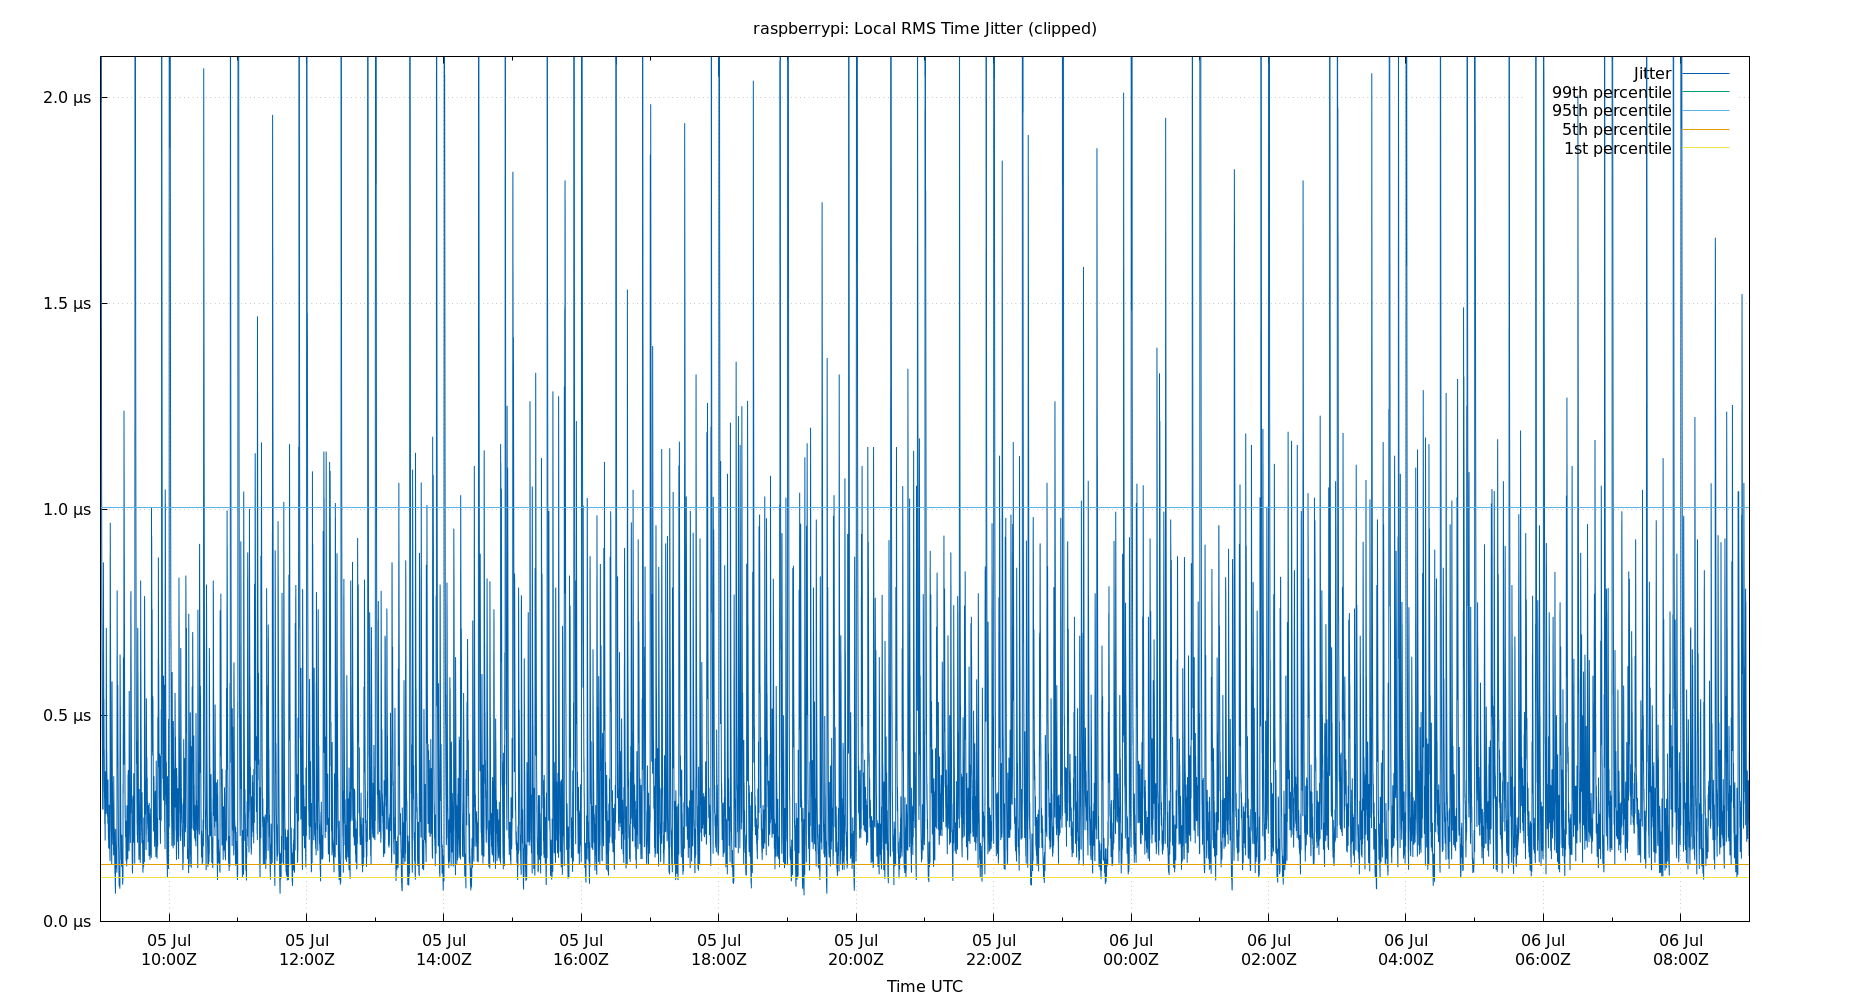 raspberrypi: Local RMS Time Jitter (clipped)
Jitter
99th percentile
95th percentile
5th percentile
1st percentile
2.0 µs
1.5 µs
1.0 µs
0.5 µs
0.0 µs
05 Jul 05 Jul 05 Jul 05 Jul 05 Jul 05 Jul 05 Jul 06 Jul 06 Jul 06 Jul 06 Jul 06 Jul
10:00Z 12:00Z 14:00Z 16:00Z 18:00Z 20:00Z 22:00Z 00:00Z 02:00Z 04:00Z 06:00Z 08:00Z
Time UTC